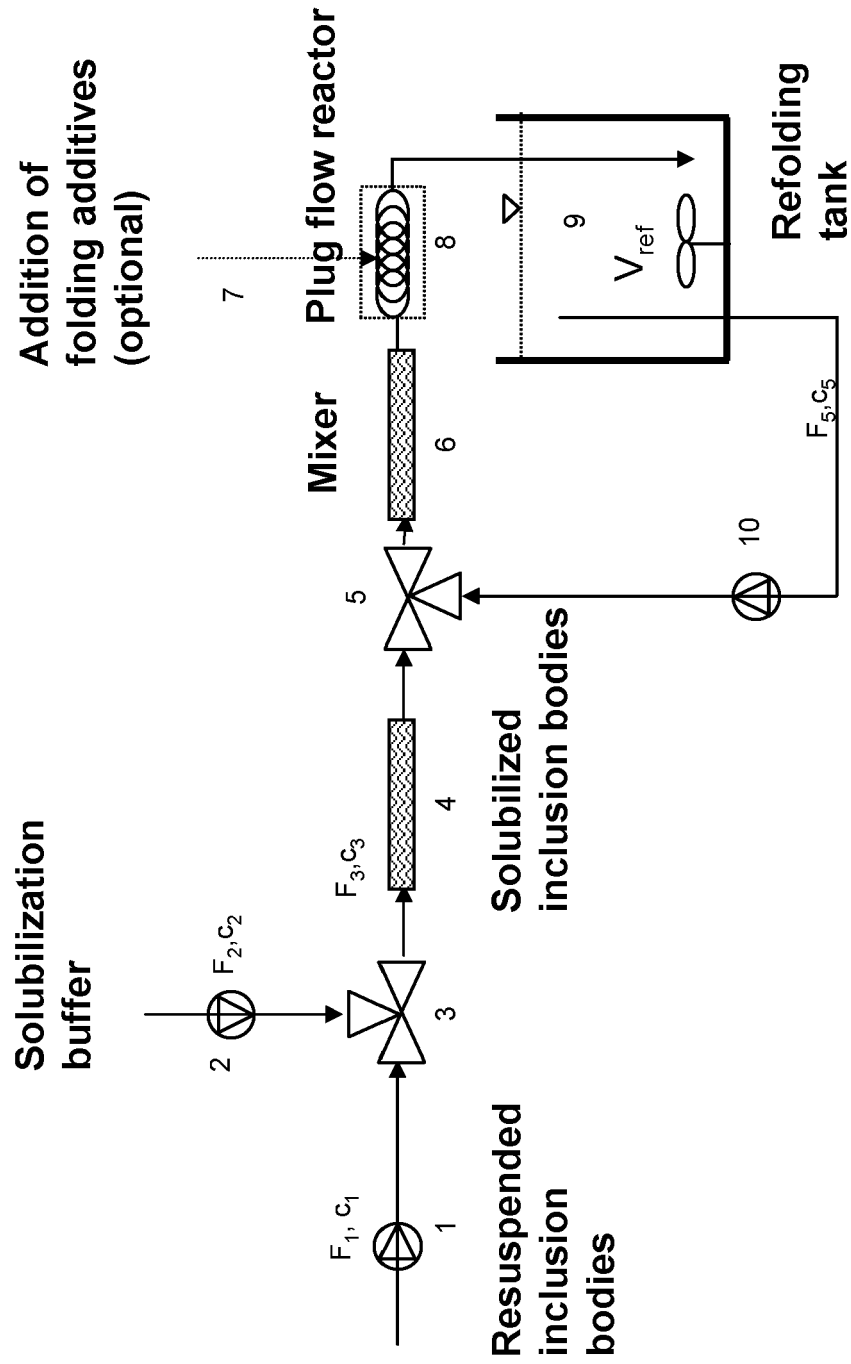 Solubilization
buffer
Addition of
folding additives
(optional)
2
F₂,c₂
7
F₁, c₁
F₃,c₃
5
Mixer
Plug flow reactor
1
3
4
6
8
Resuspended
inclusion
bodies
Solubilized
inclusion bodies
9
V_ref
10
F₅,c₅
Refolding
tank